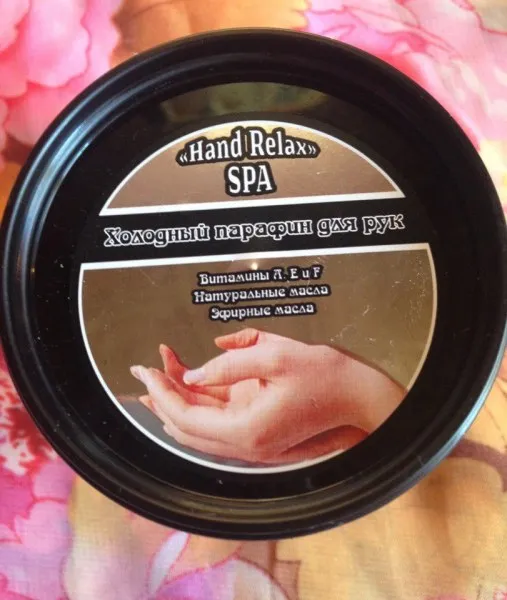 «Hand Relax»
SPA
Холодный парафин для рук
Витамины А, Е и F
Натуральные масла
Эфирные масла